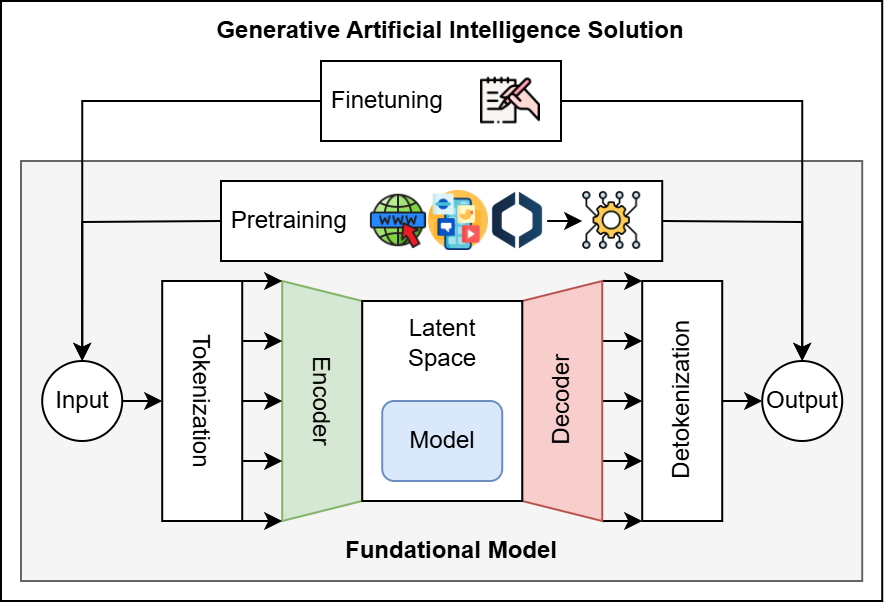 Generative Artificial Intelligence Solution
Finetuning
Pretraining
WWW
Tokenization
Encoder
Latent
Space
Model
Decoder
Detokenization
Input
Output
Fundational Model